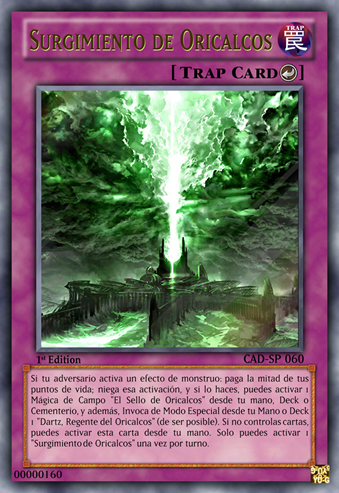 SURGIMIENTO DE ORICALCOS
TRAP
罠
[TRAP CARD]
1st Edition
CAD-SP 060
Si tu adversario activa un efecto de monstruo: paga la mitad de tus
puntos de vida; niega esa activación, y si lo haces, puedes activar 1
Mágica de Campo "El Sello de Oricalcos" desde tu mano, Deck o
Cementerio, y además, Invoca de Modo Especial desde tu Mano o Deck
1 "Dartz, Regente del Oricalcos" (de ser posible). Si no controlas cartas,
puedes activar esta carta desde tu mano. Solo puedes activar 1
"Surgimiento de Oricalcos" una vez por turno.
00000160